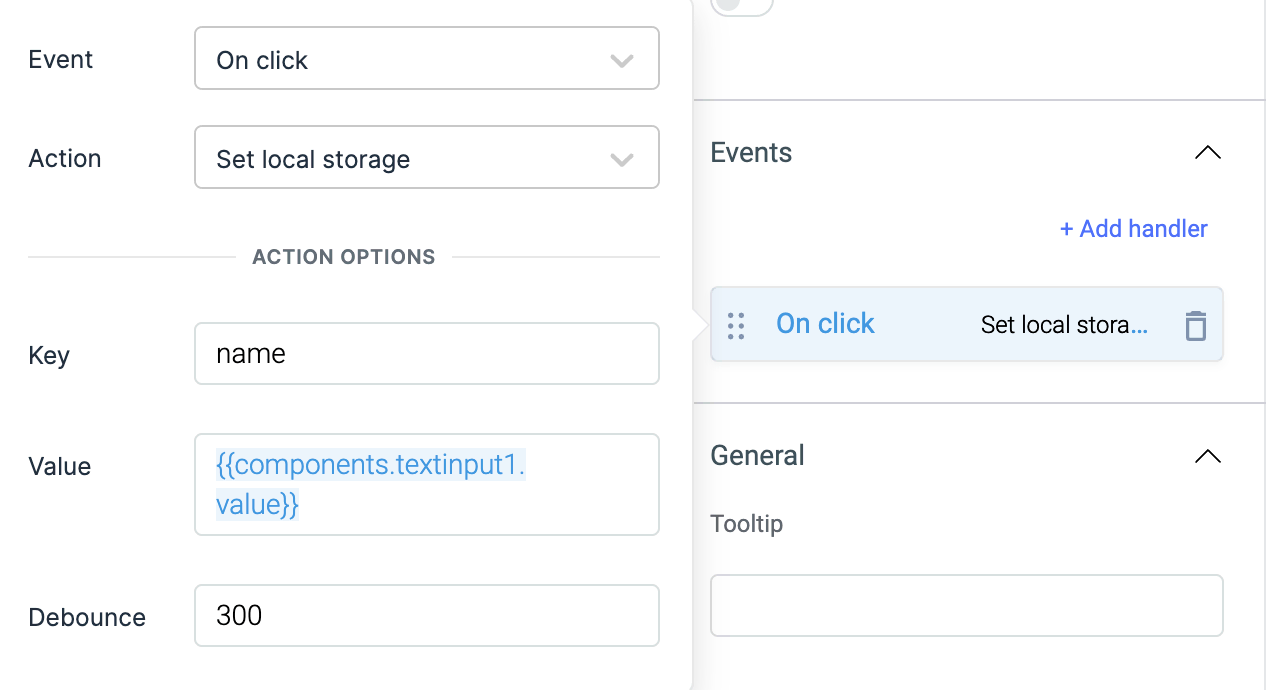 Event
On click
Action
Set local storage
ACTION OPTIONS
Key
name
Value
{{components.textinput1.
value}}
Debounce
300
Events
+ Add handler
On click
Set local stora...
General
Tooltip